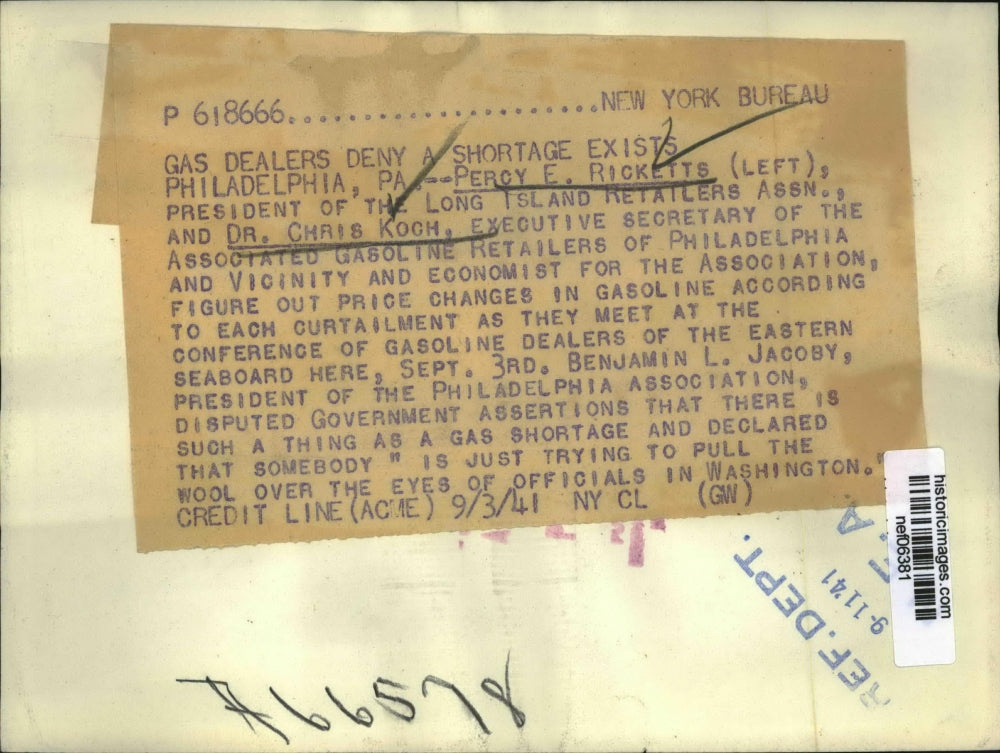 P 618666......................NEW YORK BUREAU
GAS DEALERS DENY A SHORTAGE EXISTS
PHILADELPHIA, PA.--PERCY E. RICKETTS (LEFT),
PRESIDENT OF THE LONG ISLAND RETAILERS ASSN.,
AND DR. CHRIS KOCH, EXECUTIVE SECRETARY OF THE
ASSOCIATED GASOLINE RETAILERS OF PHILADELPHIA
AND VICINITY AND ECONOMIST FOR THE ASSOCIATION,
FIGURE OUT PRICE CHANGES IN GASOLINE ACCORDING
TO EACH CURTAILMENT AS THEY MEET AT THE
CONFERENCE OF GASOLINE DEALERS OF THE EASTERN
SEABOARD HERE, SEPT. 3RD. BENJAMIN L. JACOBY,
PRESIDENT OF THE PHILADELPHIA ASSOCIATION,
DISPUTED GOVERNMENT ASSERTIONS THAT THERE IS
SUCH A THING AS A GAS SHORTAGE AND DECLARED
THAT SOMEBODY " IS JUST TRYING TO PULL THE
WOOL OVER THE EYES OF OFFICIALS IN WASHINGTON."
CREDIT LINE (ACME) 9/3/41 NY CL (GW)
historicimages.com
nef06381
REF. DEPT.
9-11 41
A.
A66578